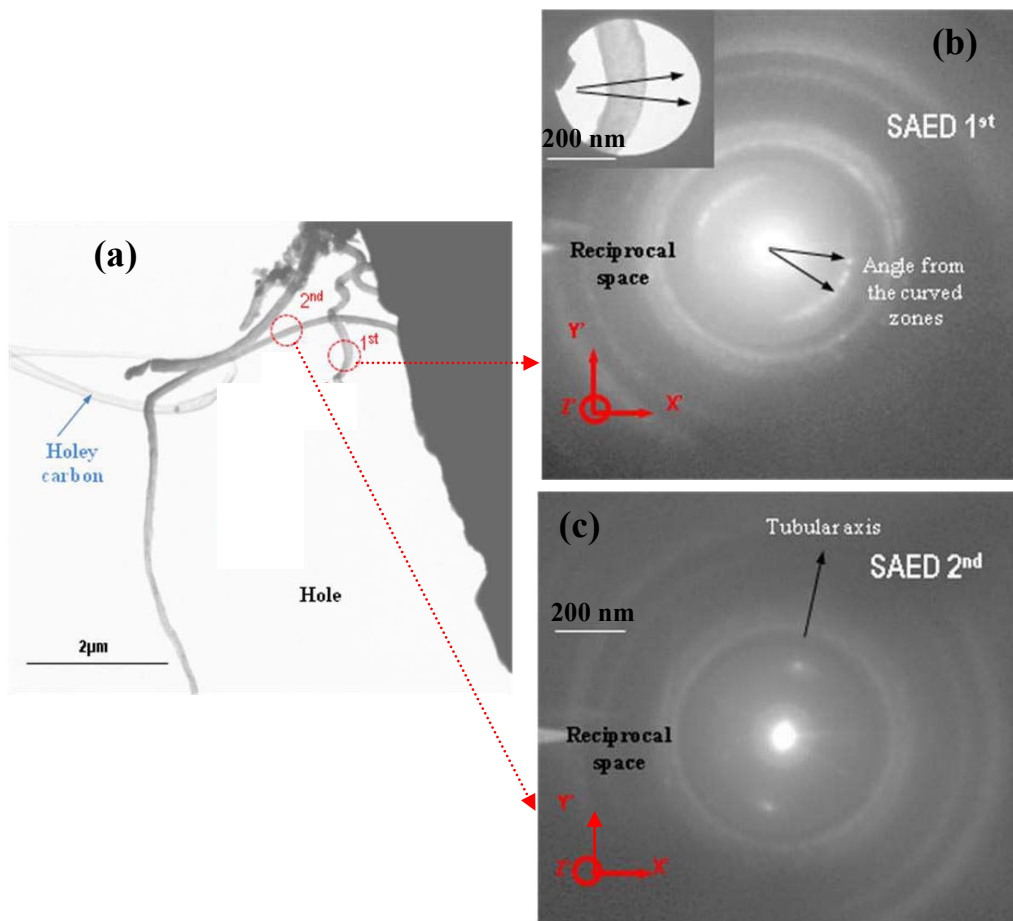 (a)
2nd
1st
Holey
carbon
Hole
2µm
(b)
SAED 1st
200 nm
Reciprocal
space
Angle from
the curved
zones
Y'
Z'
X'
(c)
Tubular axis
SAED 2nd
200 nm
Reciprocal
space
Y'
Z'
X'